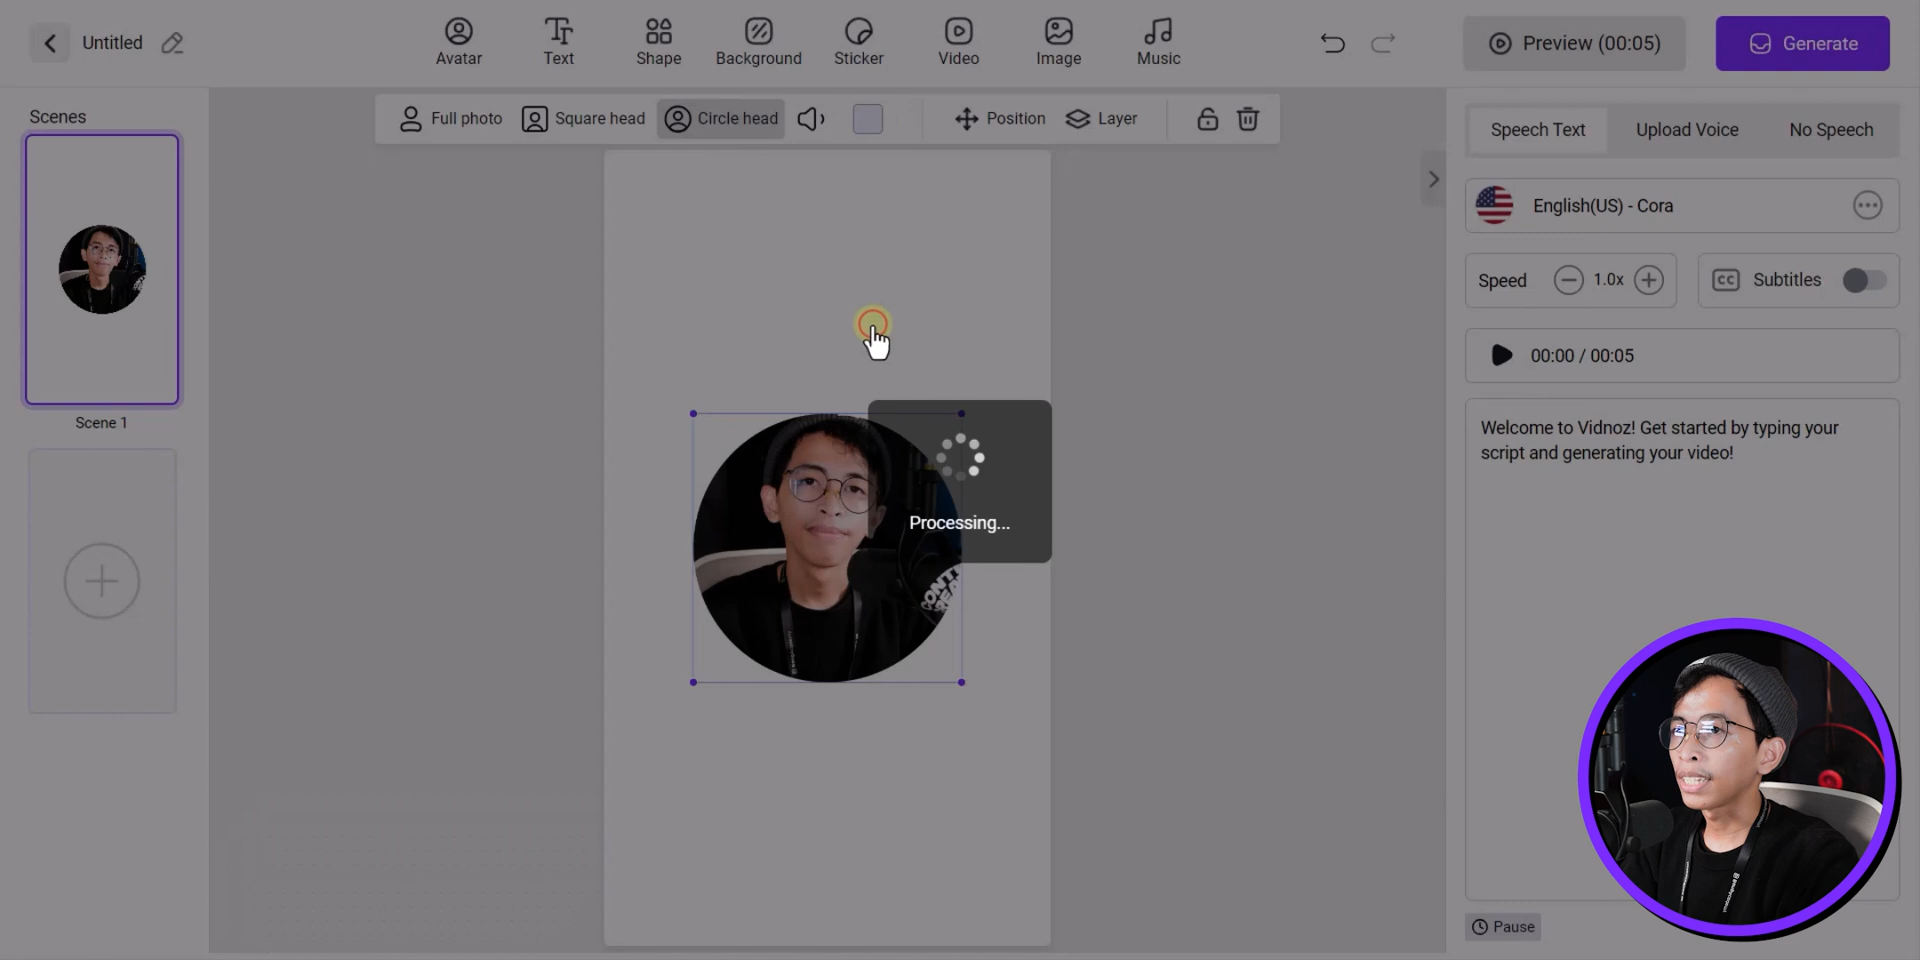 Untitled
Avatar
Text
Shape
Background
Sticker
Video
Image
Music
Preview (00:05)
Generate
Scenes
Full photo
Square head
Circle head
Position
Layer
Speech Text
Upload Voice
No Speech
English(US) - Cora
Speed
1.0x
CC
Subtitles
00:00 / 00:05
Scene 1
Welcome to Vidnoz! Get started by typing your
script and generating your video!
Processing...
Pause